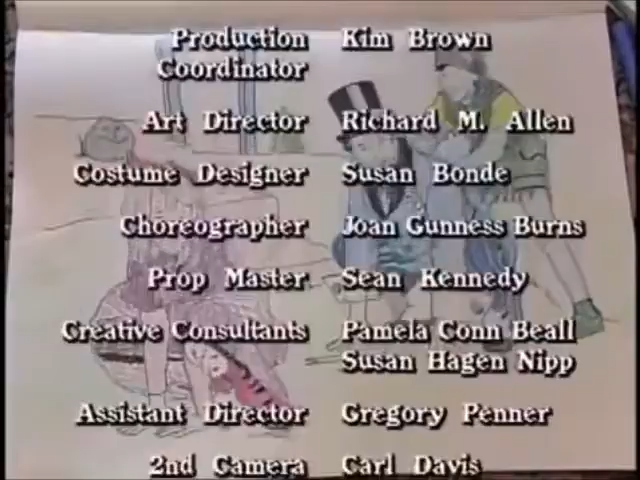 Production Kim Brown
Coordinator
Art Director Richard M. Allen
Costume Designer Susan Bonde
Choreographer Joan Gunness Burns
Prop Master Sean Kennedy
Creative Consultants Pamela Conn Beall
Susan Hagen Nipp
Assistant Director Gregory Penner
2nd Camera Carl Davis